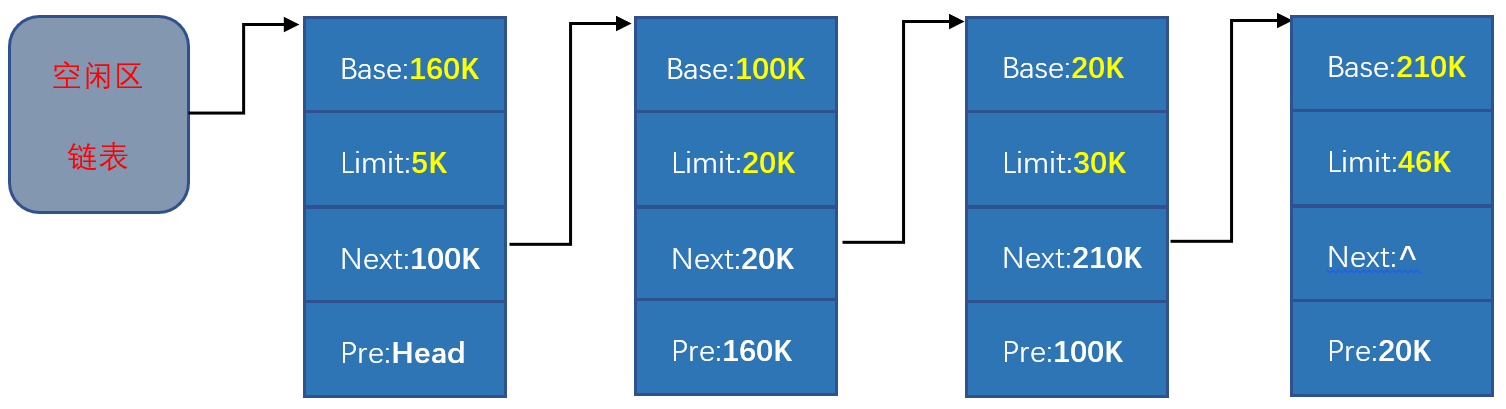 空闲区
链表
Base:160K
Limit:5K
Next:100K
Pre:Head
Base:100K
Limit:20K
Next:20K
Pre:160K
Base:20K
Limit:30K
Next:210K
Pre:100K
Base:210K
Limit:46K
Next:^
Pre:20K